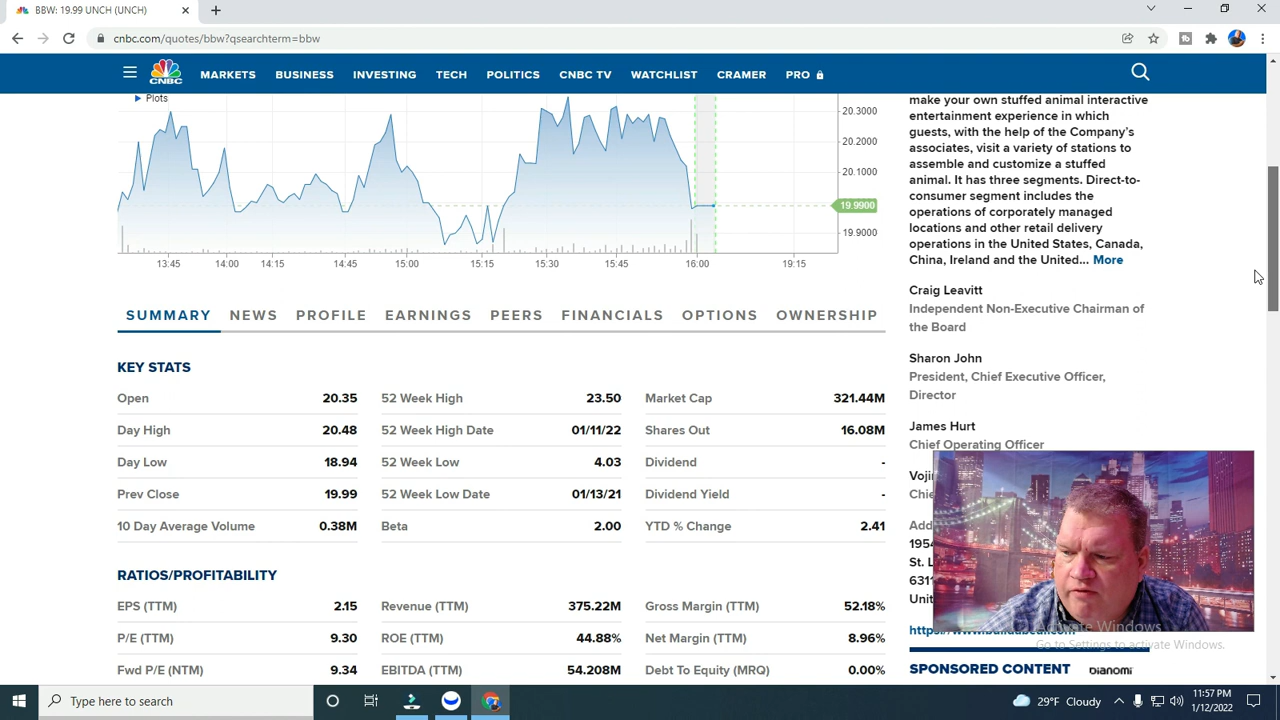 BBW: 19.99 UNCH (UNCH)
cnbc.com/quotes/bbw?qsearchterm=bbw
CNBC
MARKETS BUSINESS INVESTING TECH POLITICS CNBC TV WATCHLIST CRAMER PRO
Plots
20.3000
20.2000
20.1000
19.9900
19.9000
13:45 14:00 14:15 14:45 15:00 15:15 15:30 15:45 16:00 19:15
make your own stuffed animal interactive
entertainment experience in which
guests, with the help of the Company's
associates, visit a variety of stations to
assemble and customize a stuffed
animal. It has three segments. Direct-to-
consumer segment includes the
operations of corporately managed
locations and other retail delivery
operations in the United States, Canada,
China, Ireland and the United... More
Craig Leavitt
Independent Non-Executive Chairman of
the Board
Sharon John
President, Chief Executive Officer,
Director
James Hurt
Chief Operating Officer
SUMMARY NEWS PROFILE EARNINGS PEERS FINANCIALS OPTIONS OWNERSHIP
KEY STATS
Open 20.35 52 Week High 23.50 Market Cap 321.44M
Day High 20.48 52 Week High Date 01/11/22 Shares Out 16.08M
Day Low 18.94 52 Week Low 4.03 Dividend -
Prev Close 19.99 52 Week Low Date 01/13/21 Dividend Yield -
10 Day Average Volume 0.38M Beta 2.00 YTD % Change 2.41
RATIOS/PROFITABILITY
EPS (TTM) 2.15 Revenue (TTM) 375.22M Gross Margin (TTM) 52.18%
P/E (TTM) 9.30 ROE (TTM) 44.88% Net Margin (TTM) 8.96%
Fwd P/E (NTM) 9.34 EBITDA (TTM) 54.208M Debt To Equity (MRQ) 0.00%
Activate Windows
Go to Settings to activate Windows.
SPONSORED CONTENT DIANOMI
Type here to search
29°F Cloudy
11:57 PM
1/12/2022